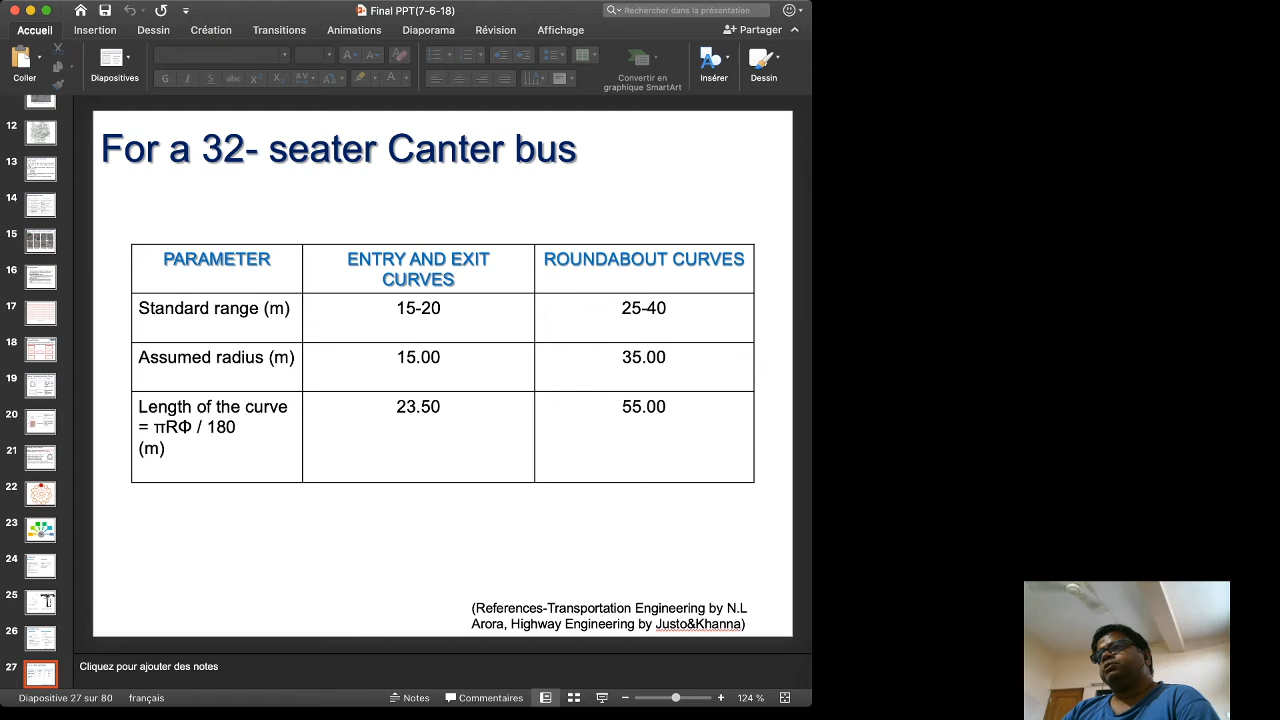 Final PPT(7-6-18)
Rechercher dans la présentation
Accueil Insertion Dessin Création Transitions Animations Diaporama Révision Affichage Partager
Coller
Diapositives
G I S abc X² X₂ AV Aa A
Convertir en
graphique SmartArt
Insérer
Dessin
12
13
14
15
16
17
18
19
20
21
22
23
24
25
26
27
For a 32- seater Canter bus
PARAMETER
ENTRY AND EXIT
CURVES
ROUNDABOUT CURVES
Standard range (m) 15-20 25-40
Assumed radius (m) 15.00 35.00
Length of the curve 23.50 55.00
= πRΦ / 180
(m)
(References-Transportation Engineering by N.L
Arora, Highway Engineering by Justo&Khanna)
Cliquez pour ajouter des notes
Diapositive 27 sur 80 français Notes Commentaires 124 %